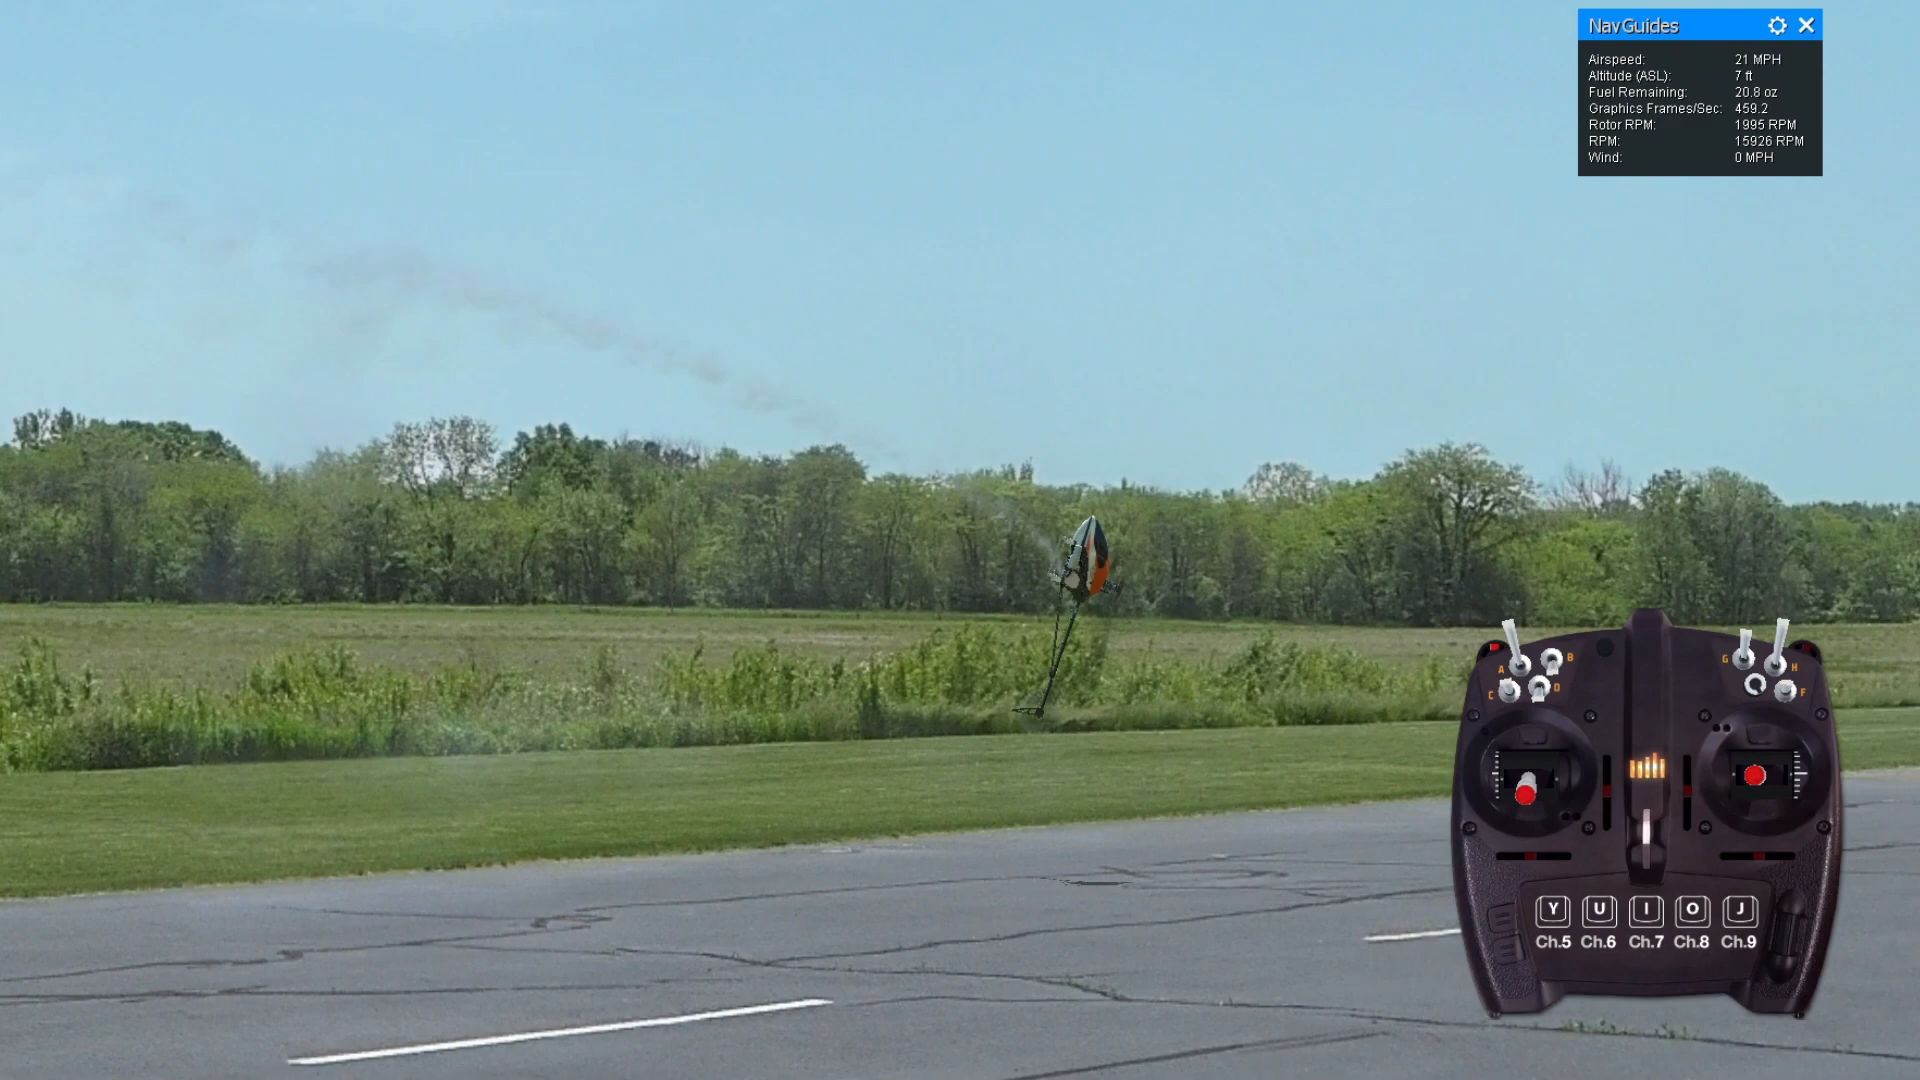 NavGuides
Airspeed: 21 MPH
Altitude (ASL): 7 ft
Fuel Remaining: 20.8 oz
Graphics Frames/Sec: 459.2
Rotor RPM: 1995 RPM
RPM: 15926 RPM
Wind: 0 MPH
A B G H
C D F
Y U I O J
Ch.5 Ch.6 Ch.7 Ch.8 Ch.9